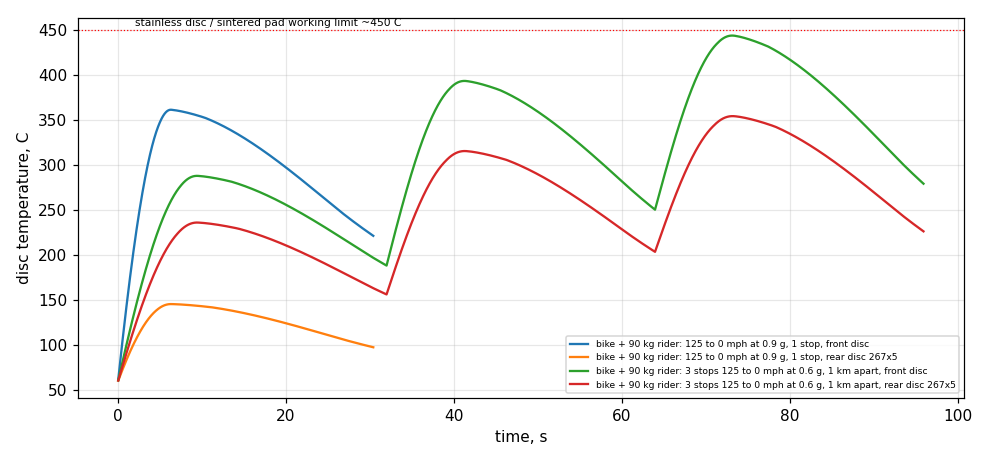 stainless disc / sintered pad working limit ~450 C
disc temperature, C
450
400
350
300
250
200
150
100
50
bike + 90 kg rider: 125 to 0 mph at 0.9 g, 1 stop, front disc
bike + 90 kg rider: 125 to 0 mph at 0.9 g, 1 stop, rear disc 267x5
bike + 90 kg rider: 3 stops 125 to 0 mph at 0.6 g, 1 km apart, front disc
bike + 90 kg rider: 3 stops 125 to 0 mph at 0.6 g, 1 km apart, rear disc 267x5
0
20
40
60
80
100
time, s